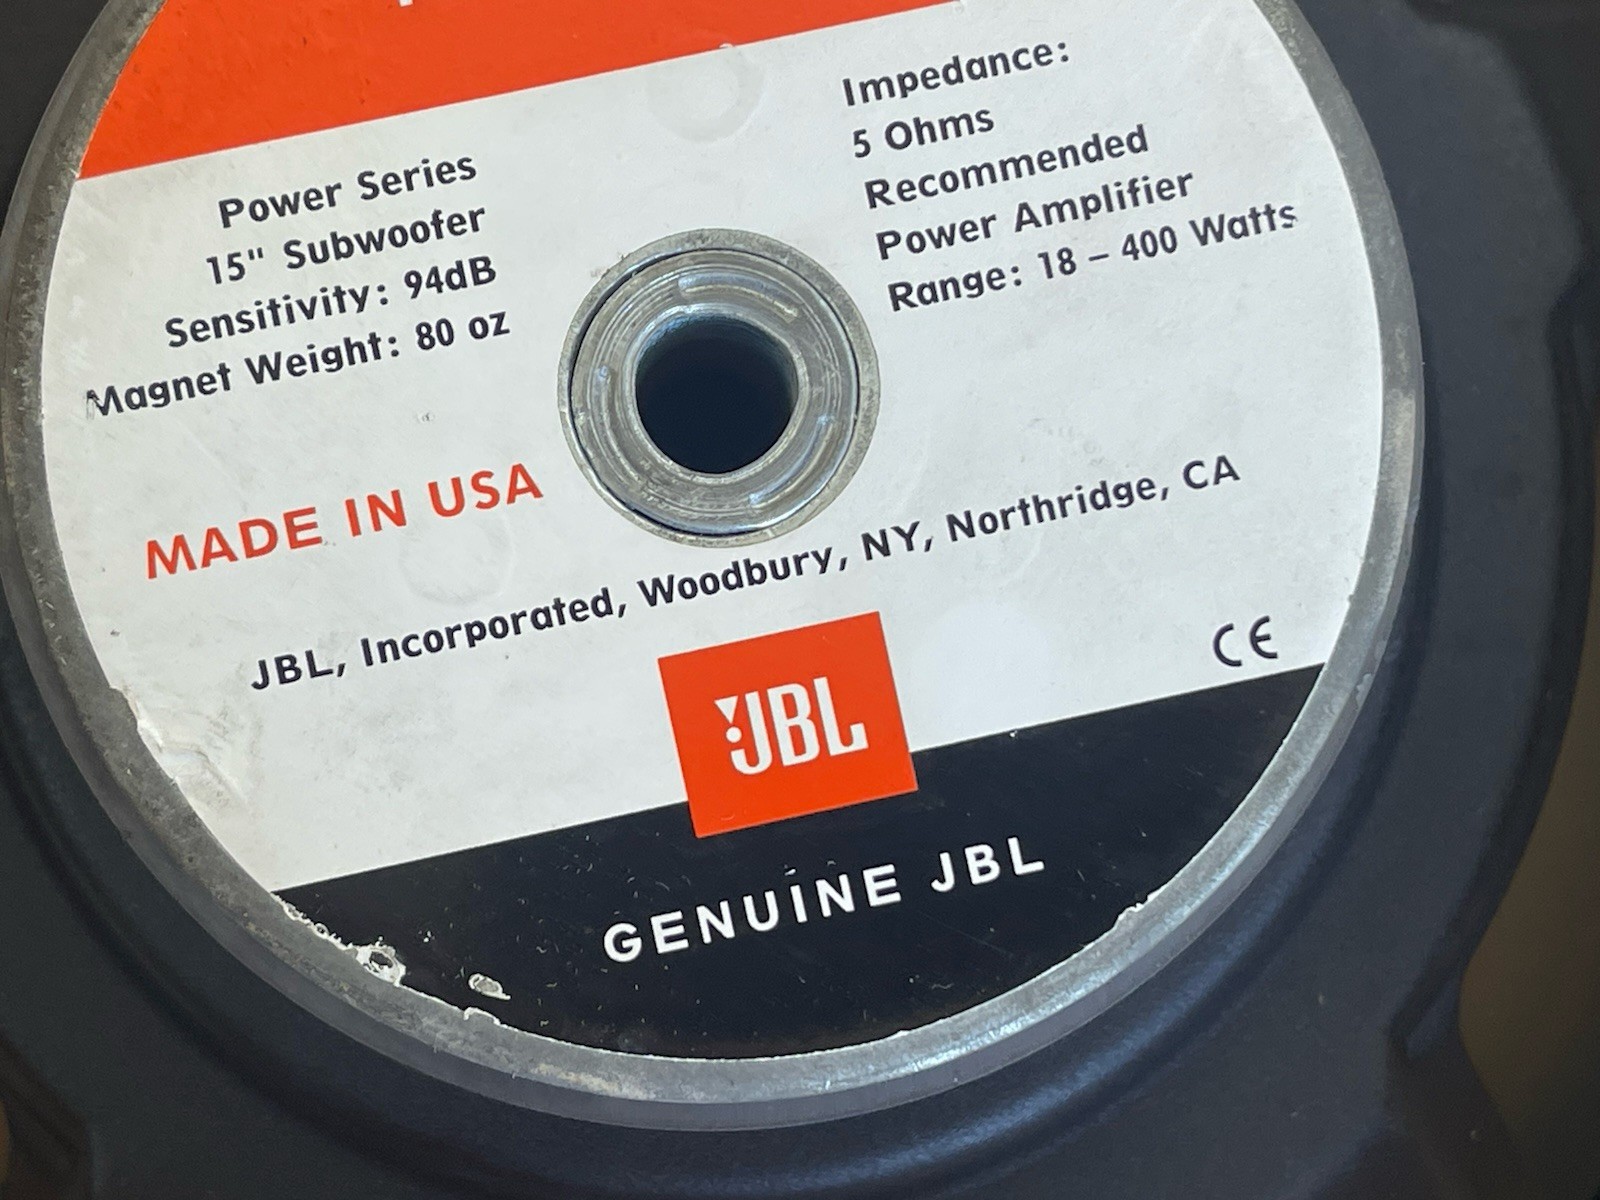 Power Series
15" Subwoofer
Sensitivity: 94dB
Magnet Weight: 80 oz
Impedance:
5 Ohms
Recommended
Power Amplifier
Range: 18 – 400 Watts
MADE IN USA
JBL, Incorporated, Woodbury, NY, Northridge, CA
CE
JBL
GENUINE JBL